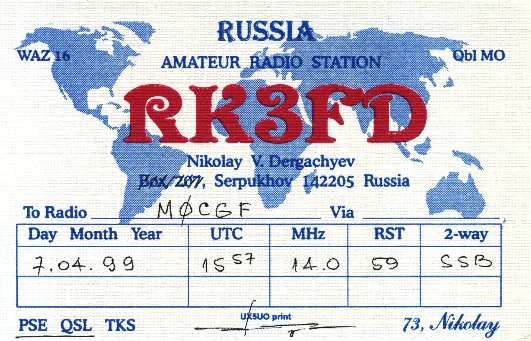 RUSSIA
WAZ 16
Obl MO
AMATEUR RADIO STATION
RK3FD
Nikolay V. Dergachyev
Box 207, Serpukhov 142205 Russia
To Radio MØCGF Via
Day Month Year UTC MHz RST 2-way
7.04.99 15 57 14.0 59 SSB
UX5UO print
PSE QSL TKS
73, Nikolay